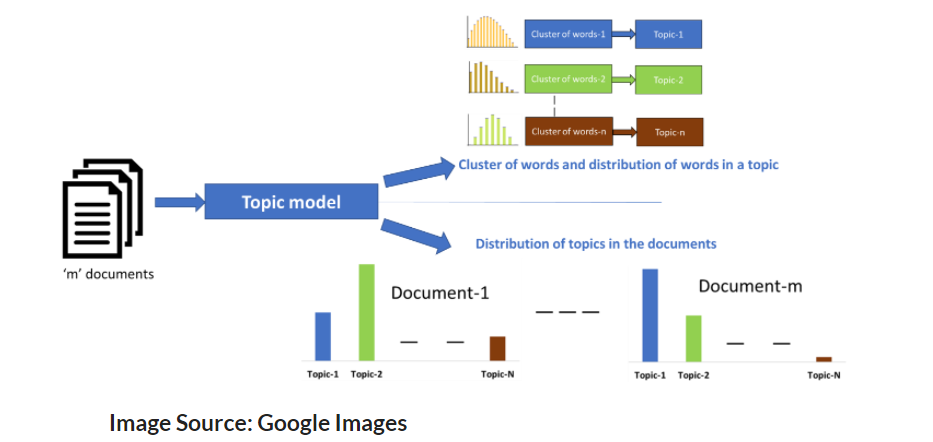 Cluster of words-1
Topic-1
Cluster of words-2
Topic-2
Cluster of words-n
Topic-n
Cluster of words and distribution of words in a topic
Topic model
'm' documents
Distribution of topics in the documents
Document-1
Document-m
Topic-1
Topic-2
Topic-N
Topic-1
Topic-2
Topic-N
Image Source: Google Images